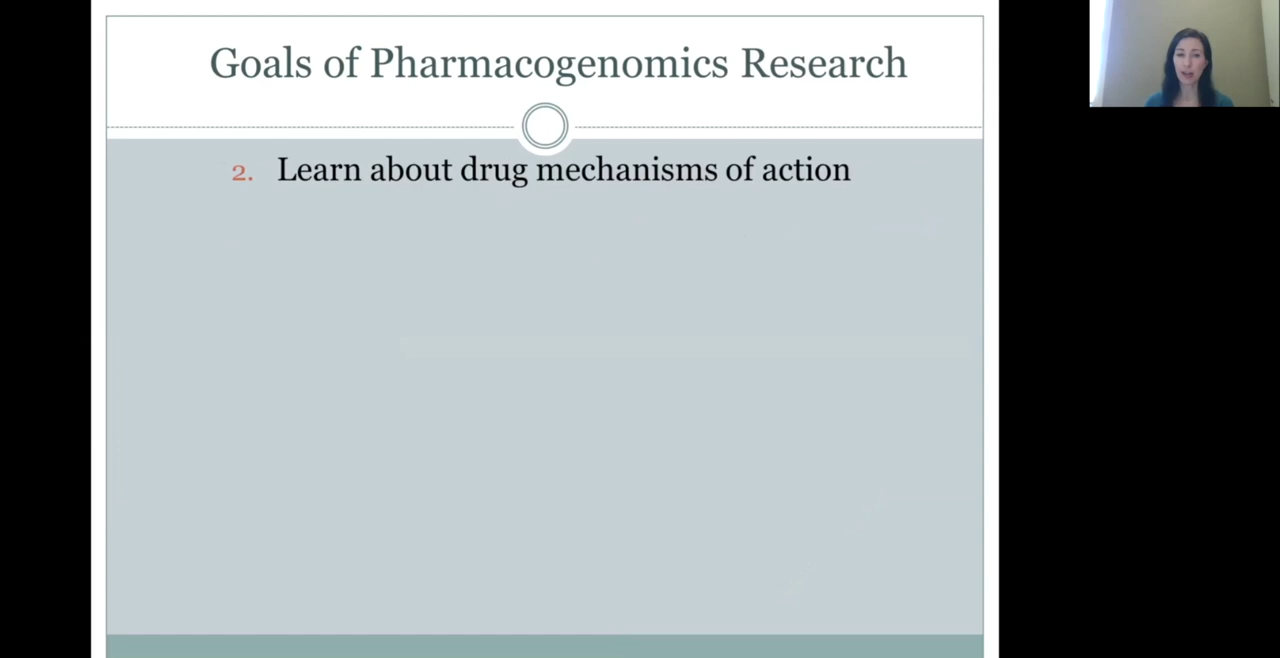 Goals of Pharmacogenomics Research
2. Learn about drug mechanisms of action